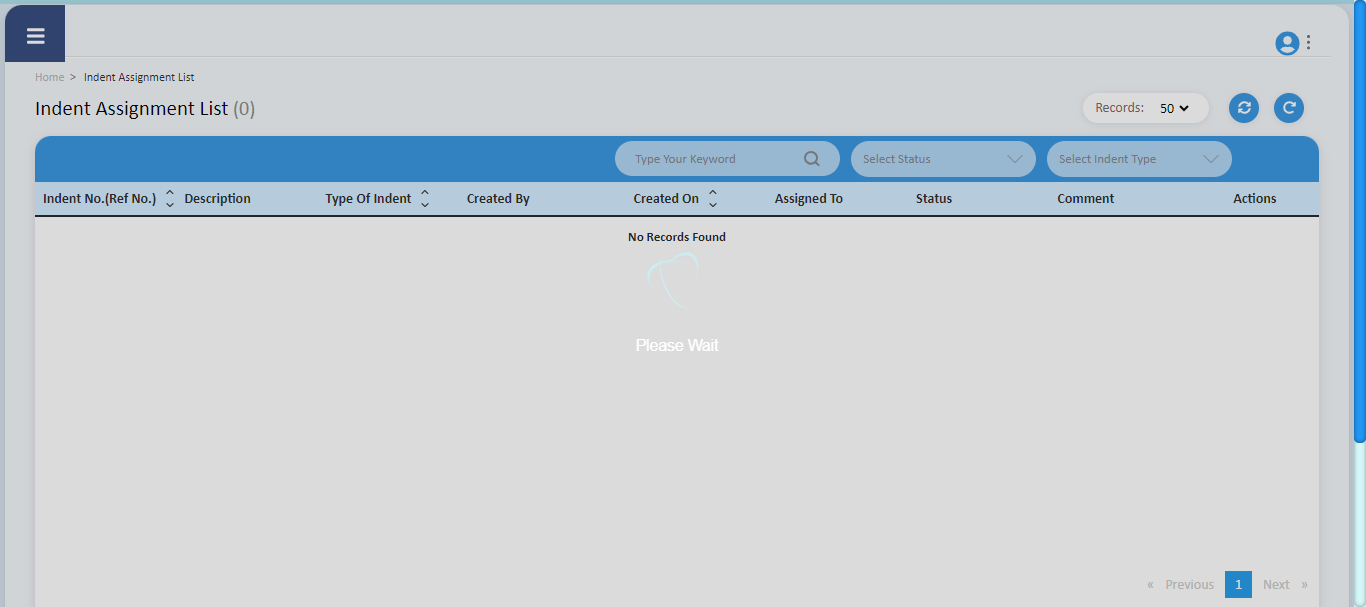 Home > Indent Assignment List
Indent Assignment List (0)
Records: 50
Type Your Keyword
Select Status
Select Indent Type
Indent No.(Ref No.) Description Type Of Indent Created By Created On Assigned To Status Comment Actions
No Records Found
Please Wait
« Previous 1 Next »